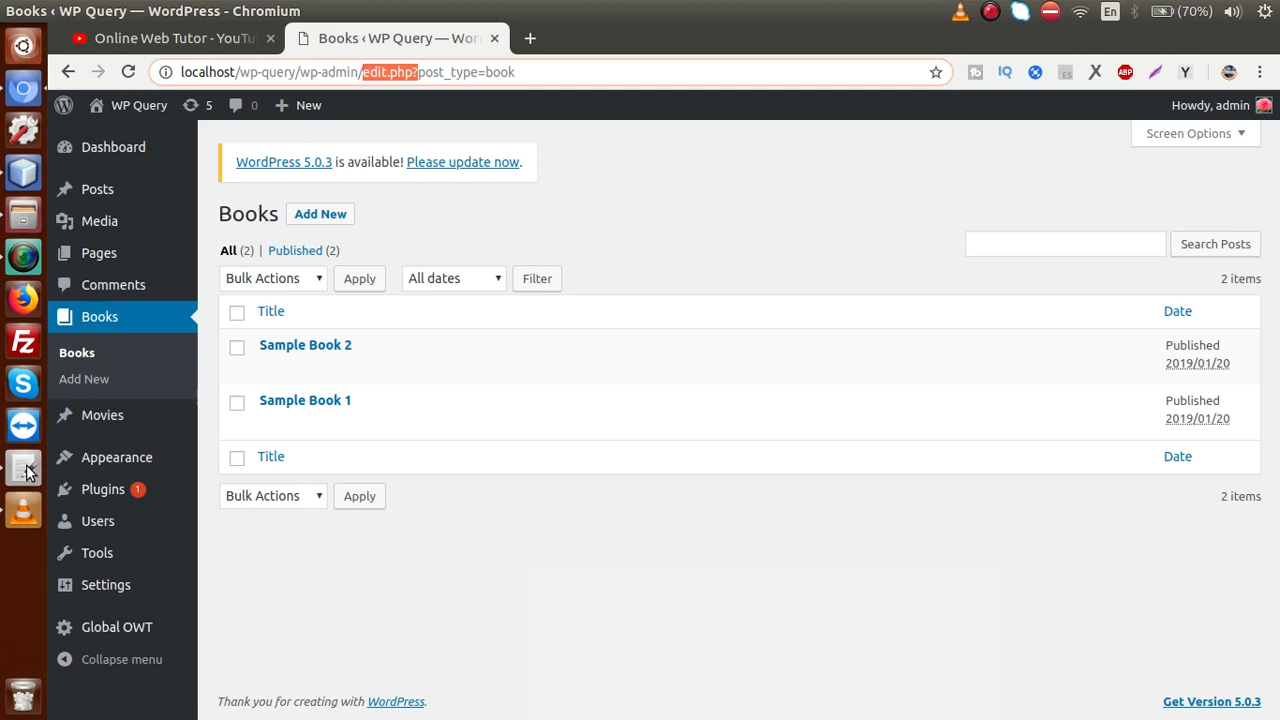 Books ‹ WP Query — WordPress - Chromium
En
(70%)
Online Web Tutor - YouTu
Books ‹ WP Query — Wor
localhost/wp-query/wp-admin/edit.php?post_type=book
IQ
ES
ABP
Y
WP Query
5
0
New
Howdy, admin
Screen Options
Dashboard
Posts
Media
Pages
Comments
Books
Books
Add New
Movies
Appearance
Plugins 1
Users
Tools
Settings
Global OWT
Collapse menu
WordPress 5.0.3 is available! Please update now.
Books Add New
All (2) | Published (2)
Search Posts
Bulk Actions Apply All dates Filter
2 items
Title Date
Sample Book 2 Published
2019/01/20
Sample Book 1 Published
2019/01/20
Title Date
Bulk Actions Apply
2 items
Thank you for creating with WordPress.
Get Version 5.0.3